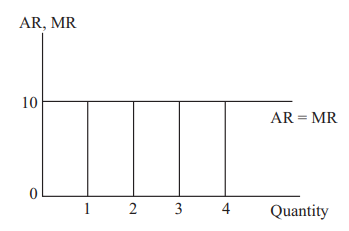 AR, MR
10
AR = MR
0
1 2 3 4 Quantity